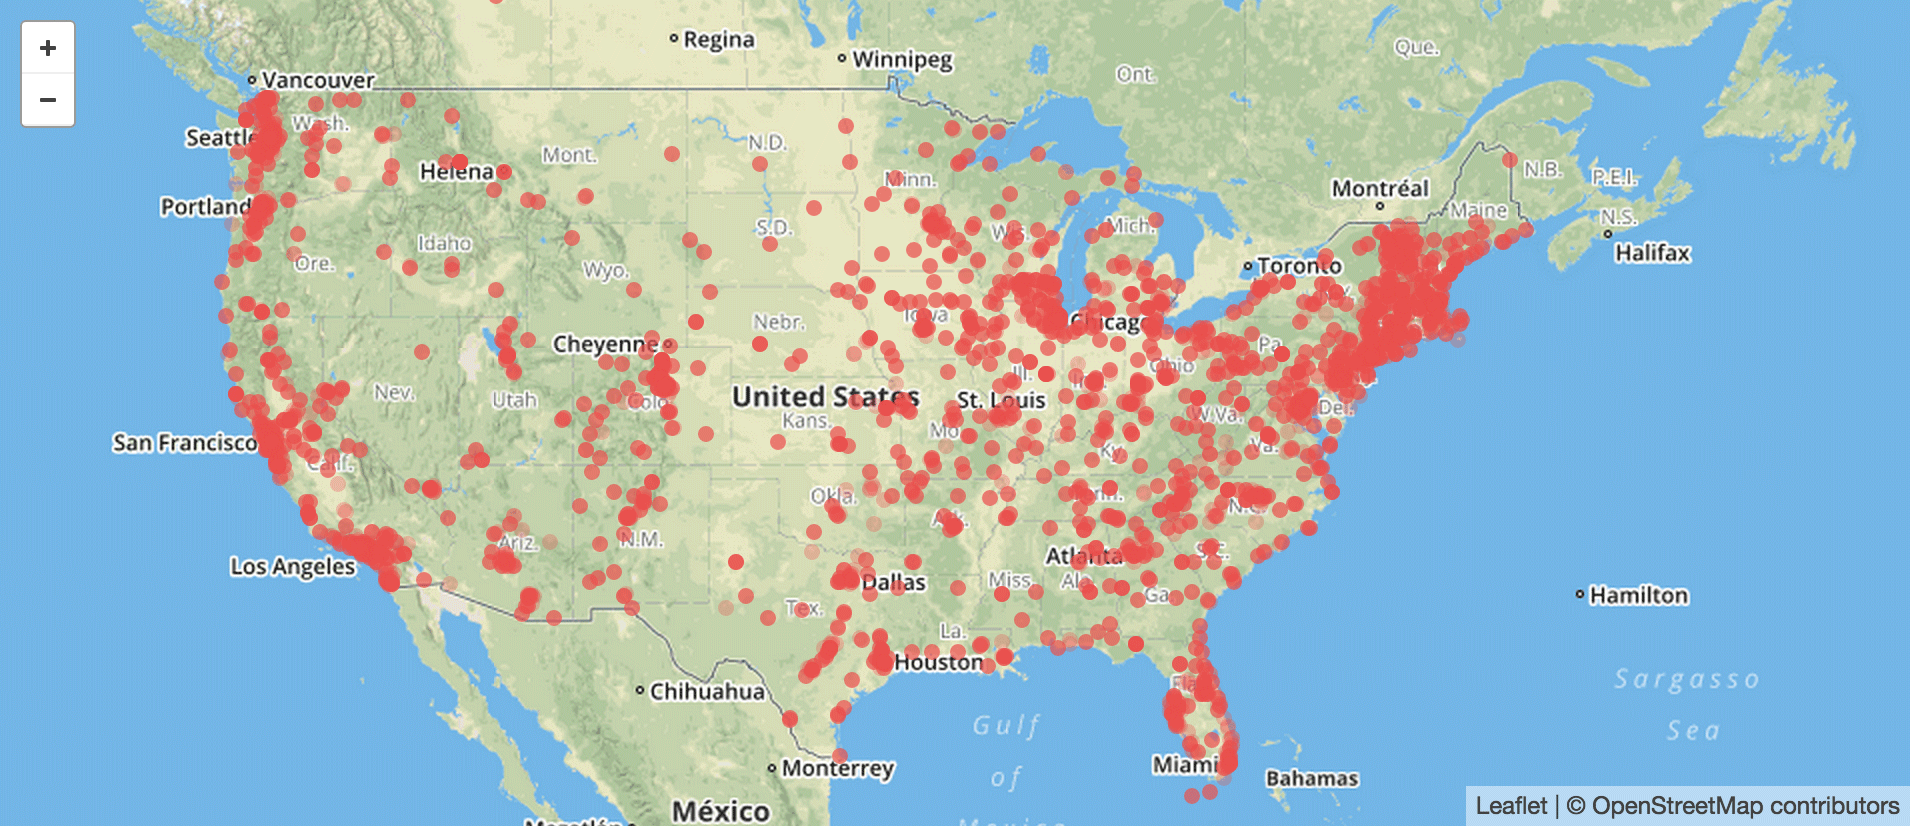 +
−
Regina
Winnipeg
Ont.
Que.
Vancouver
Seattle
Wash.
Helena
Mont.
N.D.
Minn.
Montréal
N.B.
P.E.I.
Portland
Idaho
S.D.
Mich.
Maine
N.S.
Halifax
Ore.
Wyo.
Toronto
Cheyenne
Nebr.
Iowa
Chicago
Pa.
Ohio
Nev.
Utah
Colo.
United States
Kans.
Ill.
St. Louis
W.Va.
Del.
San Francisco
Calif.
Mo.
Ky.
Va.
Okla.
Ark.
N.C.
Los Angeles
Ariz.
N.M.
Atlanta
S.C.
Dallas
Miss.
Ala.
Ga.
Hamilton
Tex.
La.
Houston
Chihuahua
Fla.
Gulf
of
Mexico
Sargasso
Sea
Monterrey
Miami
Bahamas
México
Mazatlán
Leaflet | © OpenStreetMap contributors